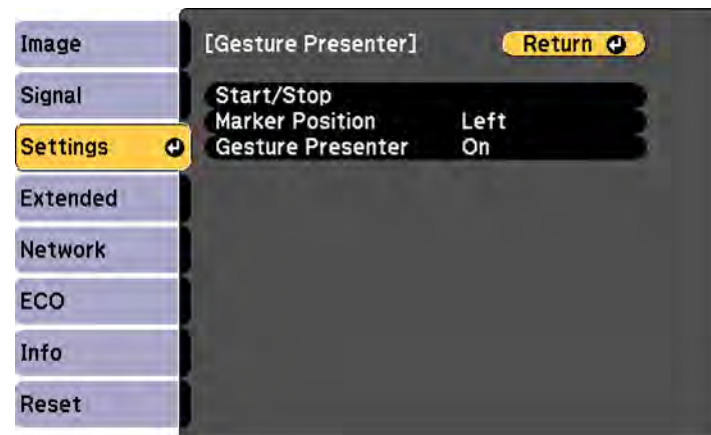 Image
Signal
Settings
Extended
Network
ECO
Info
Reset
[Gesture Presenter] Return
Start/Stop
Marker Position Left
Gesture Presenter On